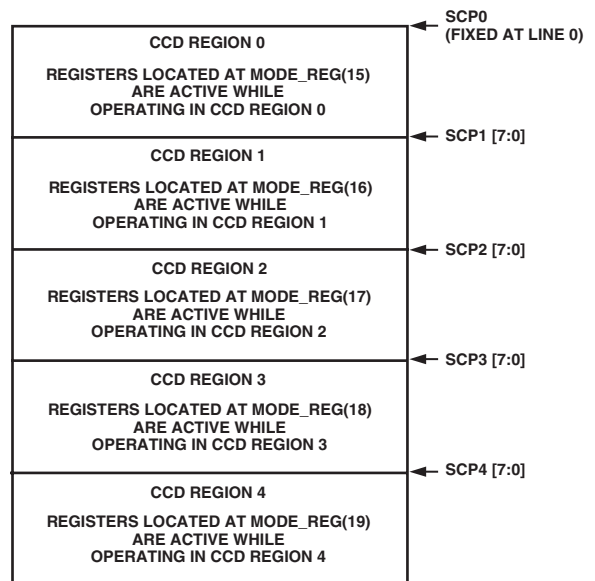 SCP0
(FIXED AT LINE 0)
CCD REGION 0
REGISTERS LOCATED AT MODE_REG(15)
ARE ACTIVE WHILE
OPERATING IN CCD REGION 0
SCP1 [7:0]
CCD REGION 1
REGISTERS LOCATED AT MODE_REG(16)
ARE ACTIVE WHILE
OPERATING IN CCD REGION 1
SCP2 [7:0]
CCD REGION 2
REGISTERS LOCATED AT MODE_REG(17)
ARE ACTIVE WHILE
OPERATING IN CCD REGION 2
SCP3 [7:0]
CCD REGION 3
REGISTERS LOCATED AT MODE_REG(18)
ARE ACTIVE WHILE
OPERATING IN CCD REGION 3
SCP4 [7:0]
CCD REGION 4
REGISTERS LOCATED AT MODE_REG(19)
ARE ACTIVE WHILE
OPERATING IN CCD REGION 4